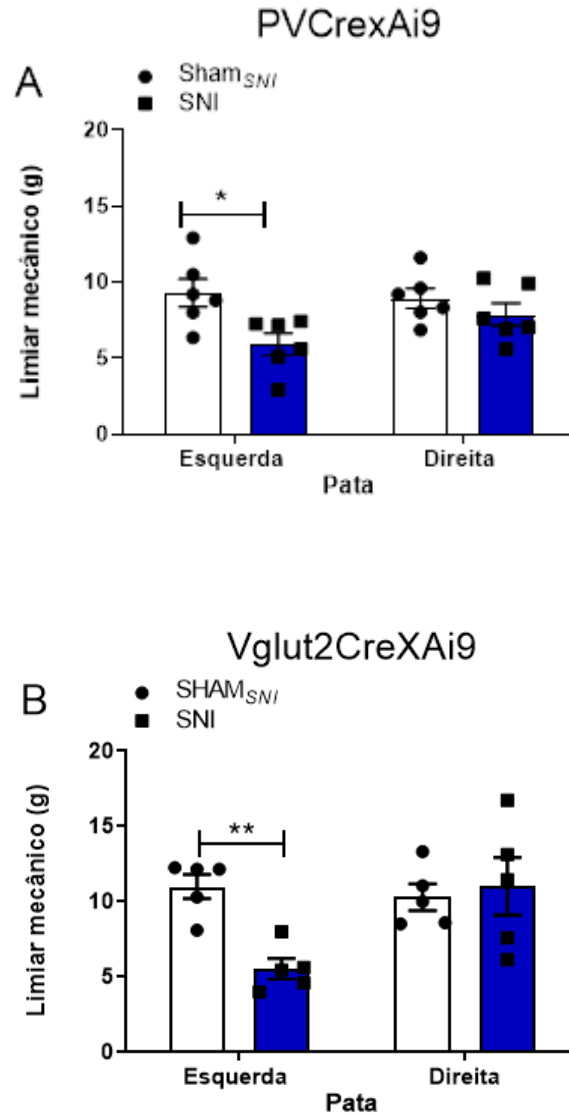 PVCrexAi9
A
Sham SNI
SNI
Limiar mecánico (g)
20
15
10
5
0
*
Esquerda
Direita
Pata
Vglut2CreXAi9
B
SHAM SNI
SNI
Limiar mecânico (g)
20
15
10
5
0
**
Esquerda
Direita
Pata